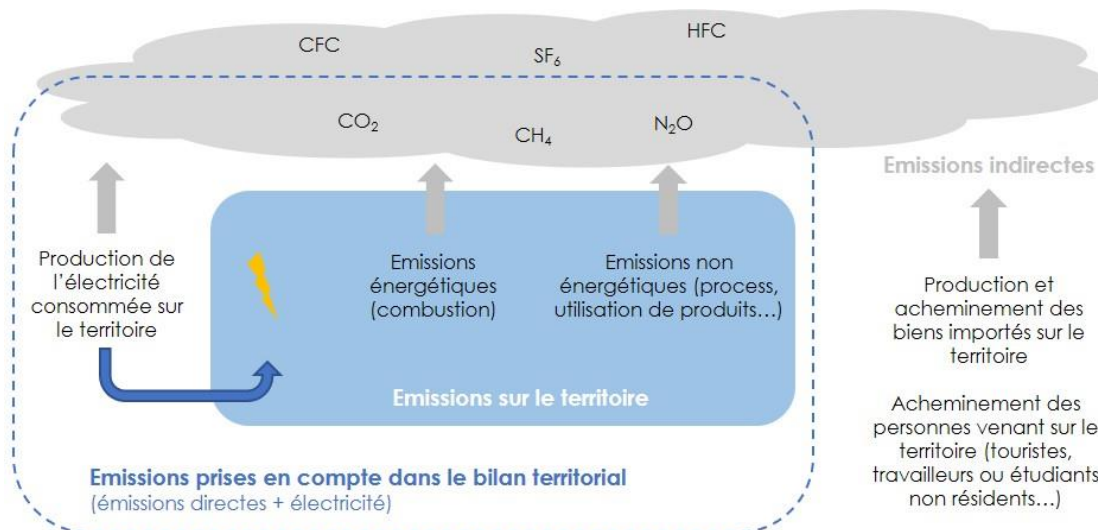 CFC
SF6
HFC
CO2
CH4
N2O
Emissions indirectes
Production de
l'électricité
consommée sur
le territoire
Emissions
énergétiques
(combustion)
Emissions non
énergétiques (process,
utilisation de produits…)
Emissions sur le territoire
Production et
acheminement des
biens importés sur le
territoire
Acheminement des
personnes venant sur le
territoire (touristes,
travailleurs ou étudiants
non résidents…)
Emissions prises en compte dans le bilan territorial
(émissions directes + électricité)